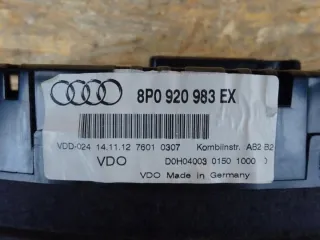 8P0 920 983 EX
VDD-024 14.11.12 7601 0307 Kombiinstr. AB2 B2
VDO D0H04003 0150 1000
VDO Made in Germany